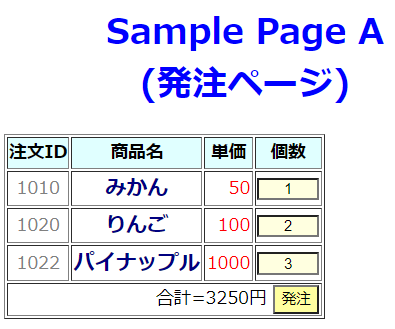 Sample Page A
(発注ページ)
注文ID 商品名 単価 個数
1010 みかん 50 1
1020 りんご 100 2
1022 パイナップル 1000 3
合計=3250円 発注